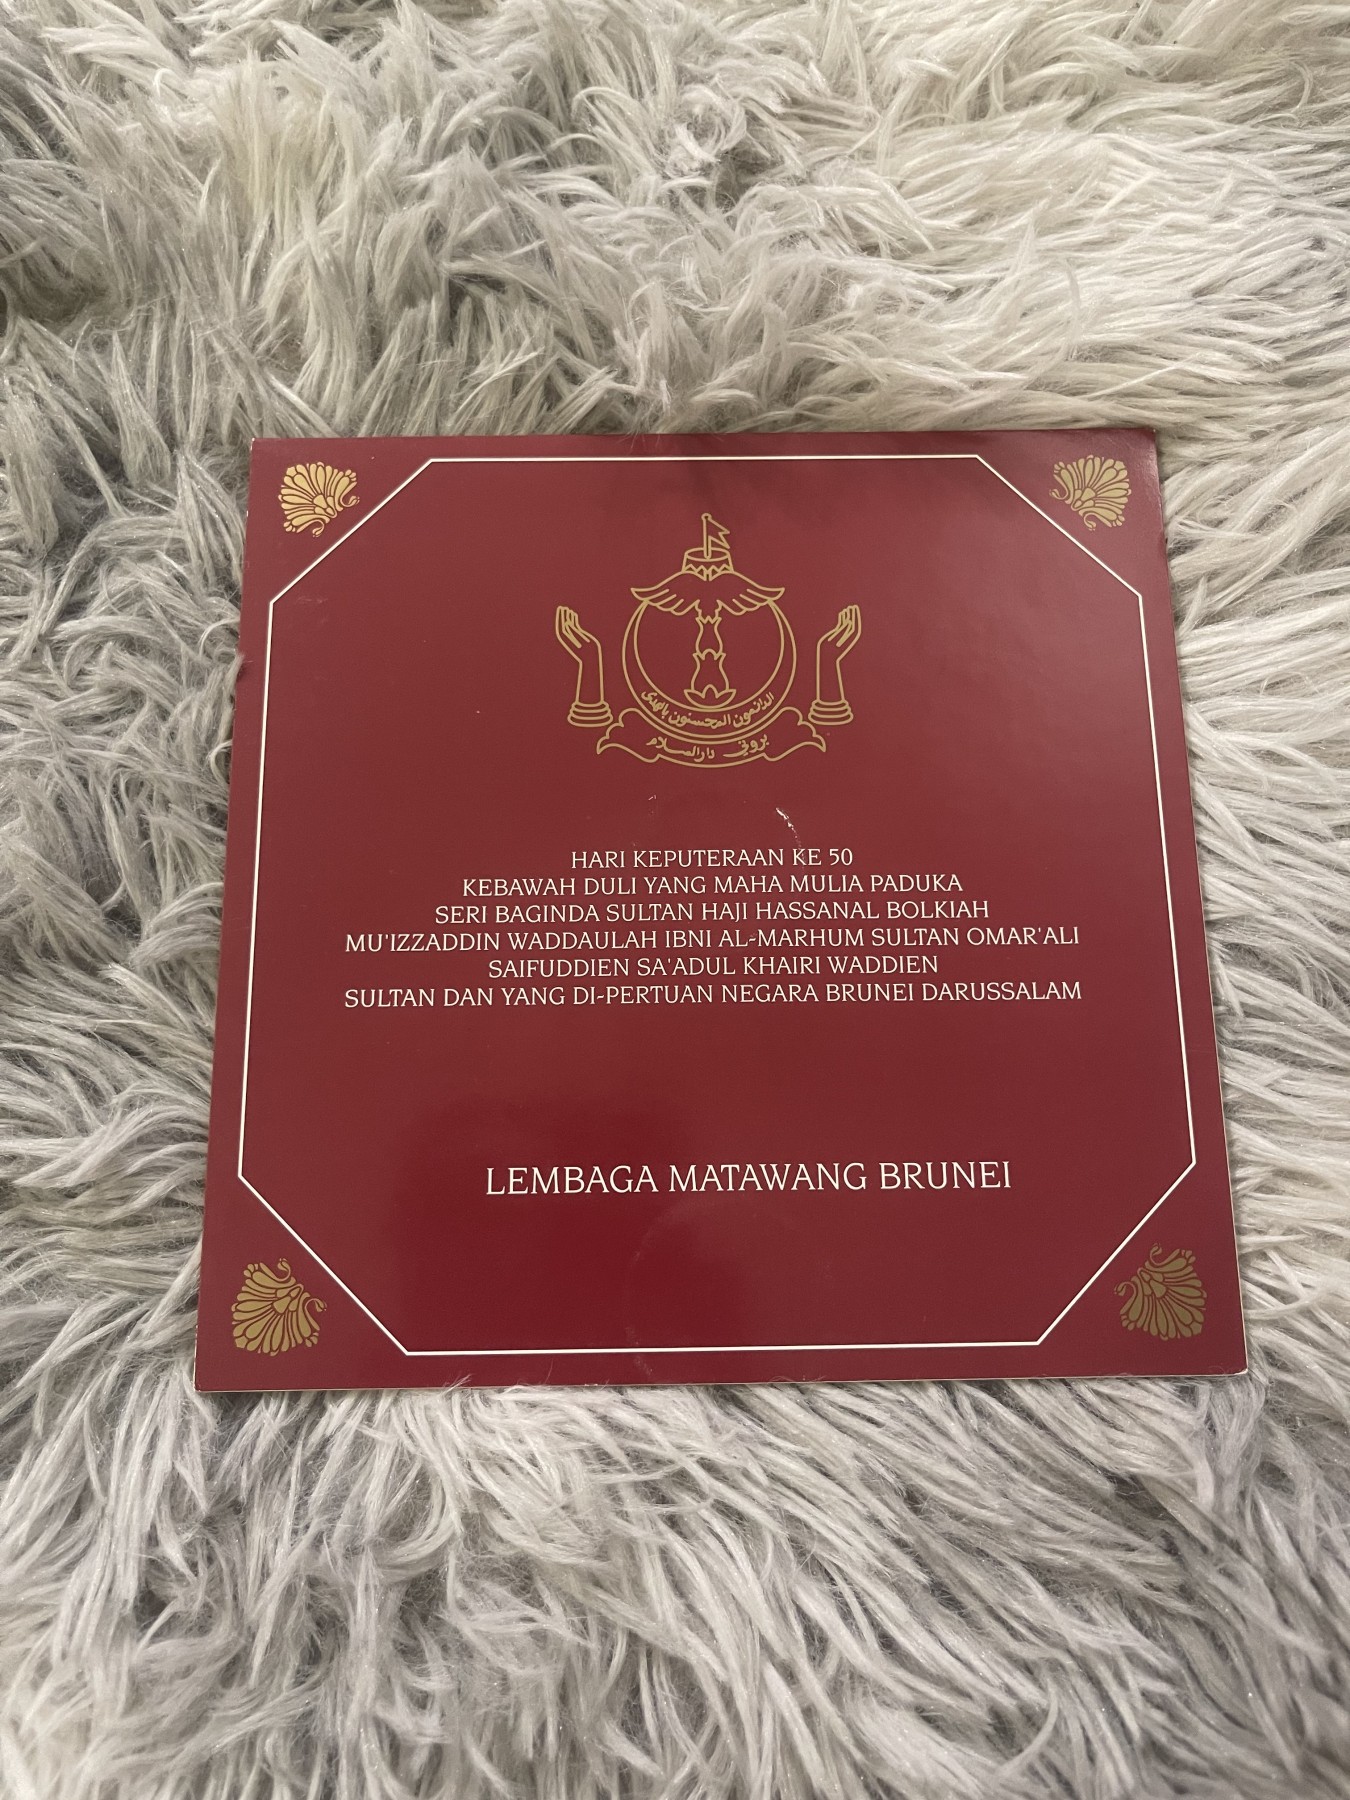 الدائمون المحسنون بالهدى
بروني دارالسلام
HARI KEPUTERAAN KE 50
KEBAWAH DULI YANG MAHA MULIA PADUKA
SERI BAGINDA SULTAN HAJI HASSANAL BOLKIAH
MU'IZZADDIN WADDAULAH IBNI AL-MARHUM SULTAN OMAR'ALI
SAIFUDDIEN SA'ADUL KHAIRI WADDIEN
SULTAN DAN YANG DI-PERTUAN NEGARA BRUNEI DARUSSALAM
LEMBAGA MATAWANG BRUNEI